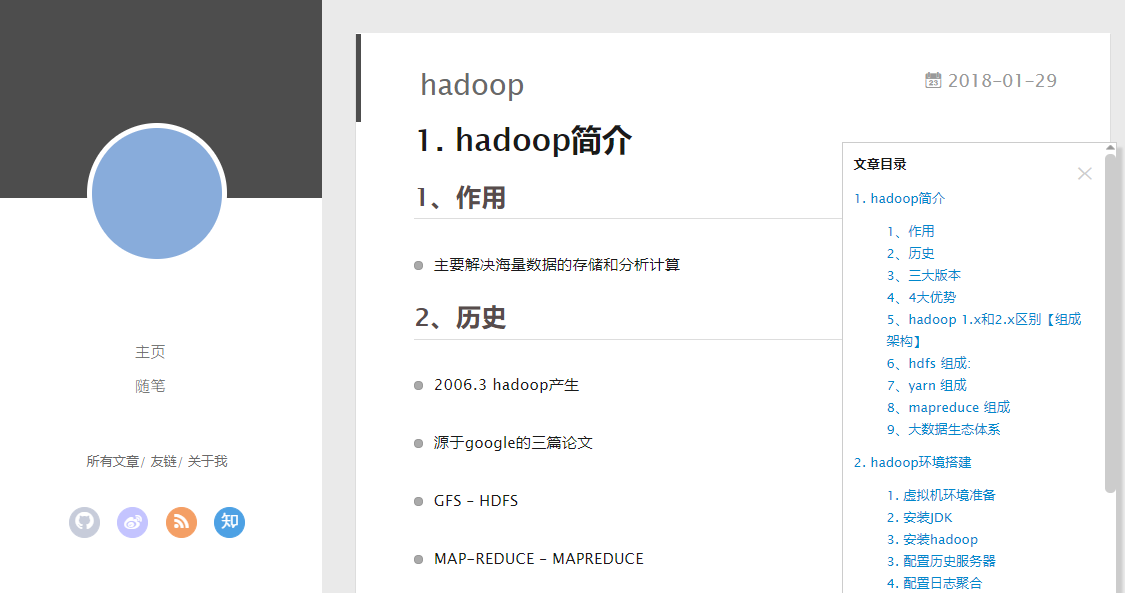 主页
随笔
所有文章/ 友链/ 关于我
知
hadoop
23
2018-01-29
1. hadoop简介
1、作用
主要解决海量数据的存储和分析计算
2、历史
2006.3 hadoop产生
源于google的三篇论文
GFS - HDFS
MAP-REDUCE - MAPREDUCE
文章目录
1. hadoop简介
1、作用
2、历史
3、三大版本
4、4大优势
5、hadoop 1.x和2.x区别【组成
架构】
6、hdfs 组成:
7、yarn 组成
8、mapreduce 组成
9、大数据生态体系
2. hadoop环境搭建
1. 虚拟机环境准备
2. 安装JDK
3. 安装hadoop
3. 配置历史服务器
4. 配置日志聚合